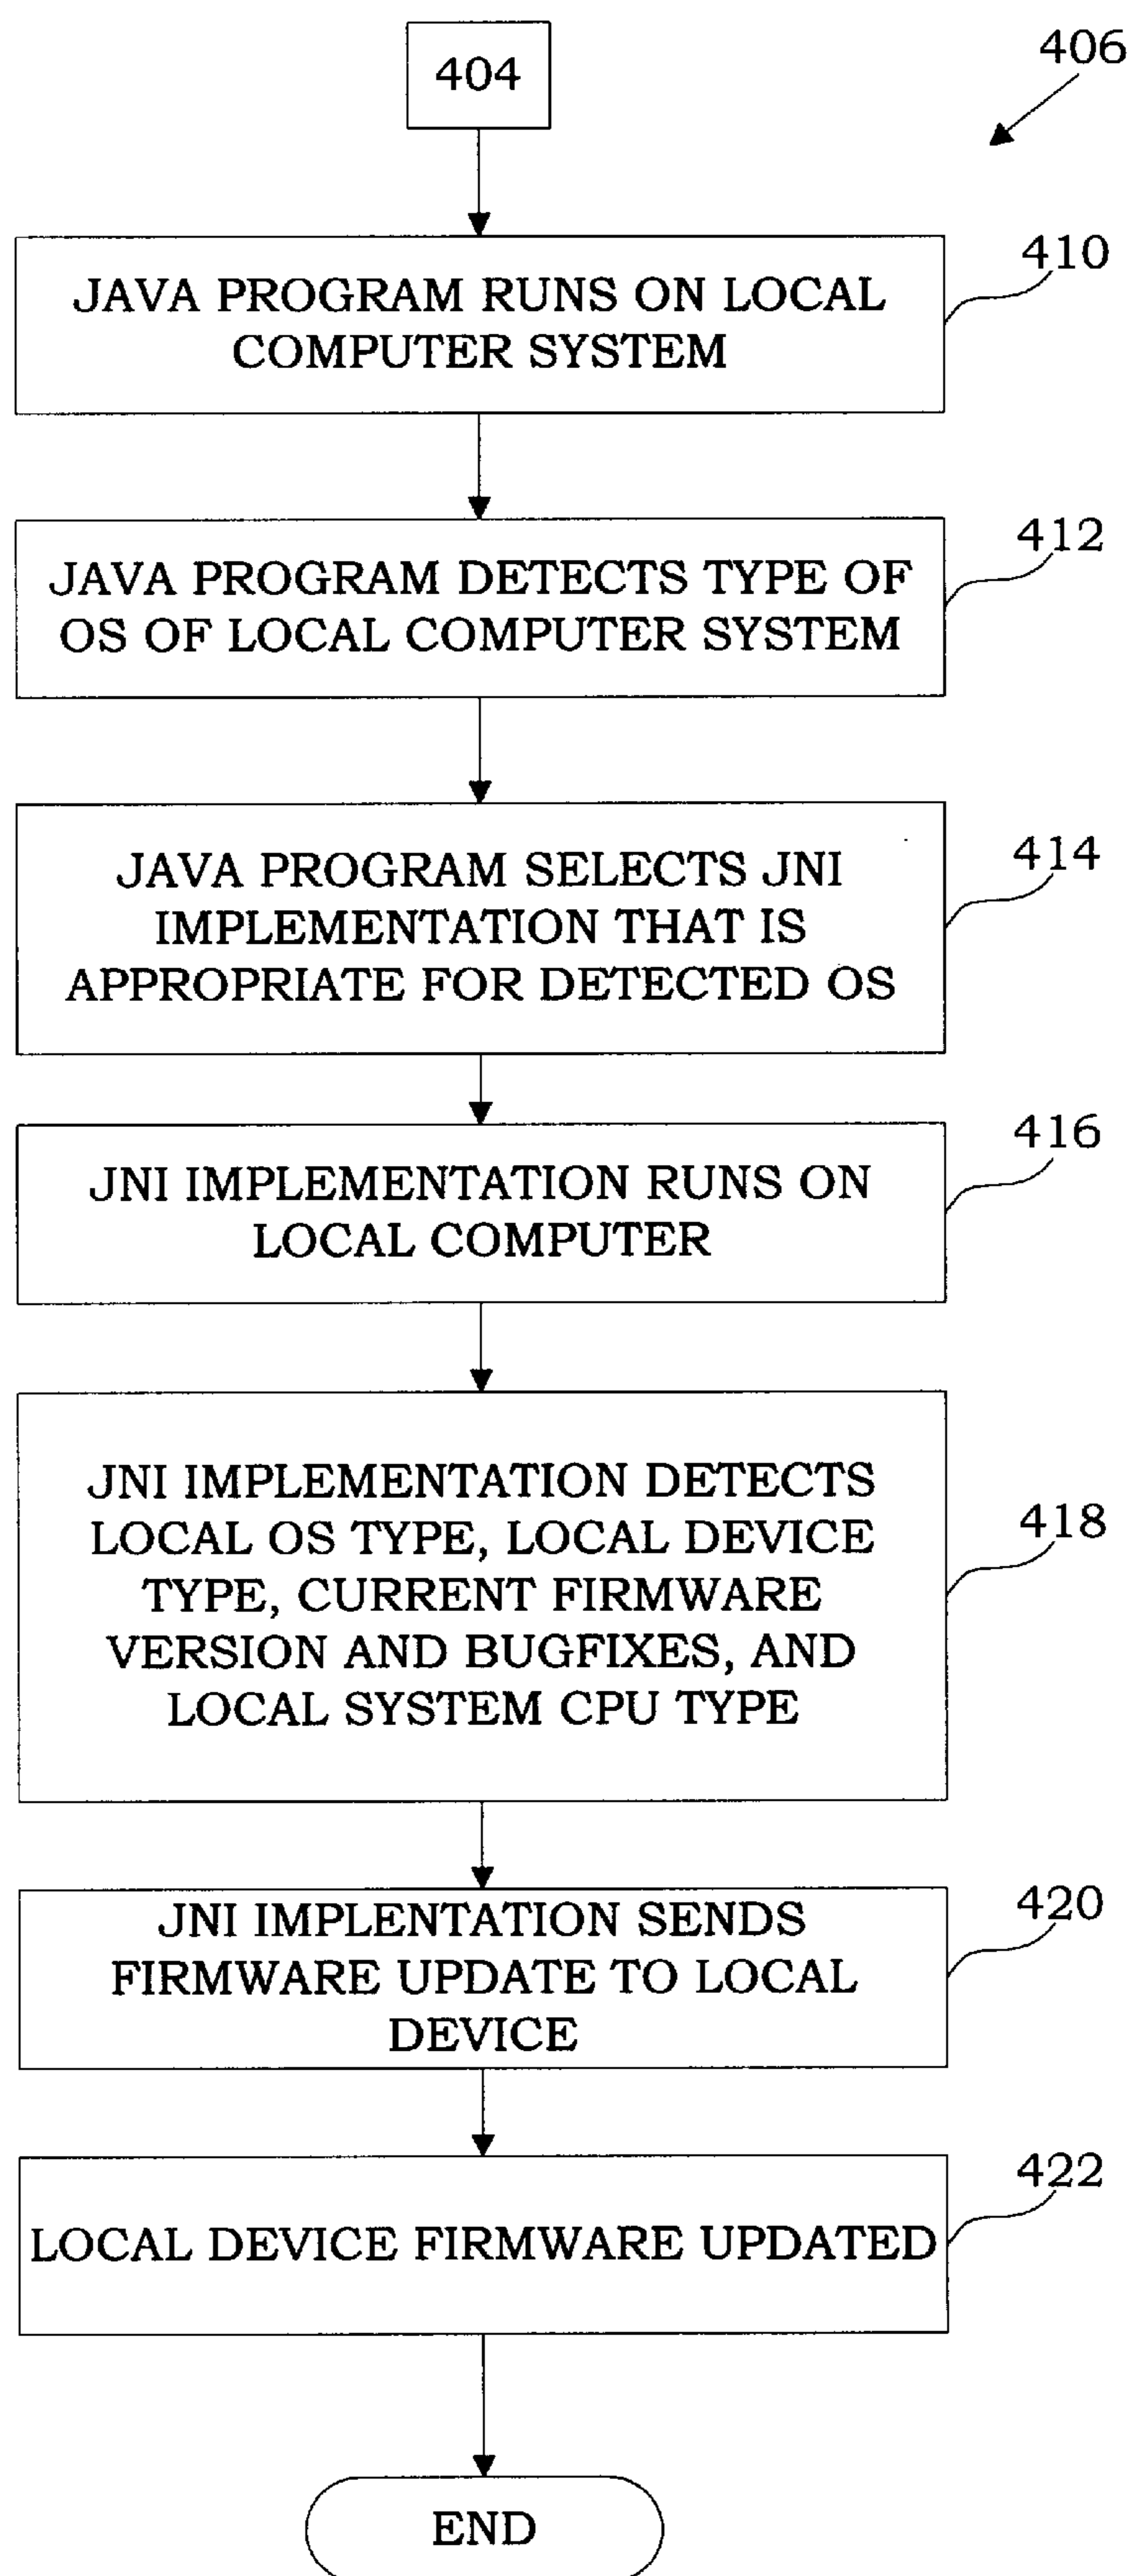 404
406
410
JAVA PROGRAM RUNS ON LOCAL
COMPUTER SYSTEM
412
JAVA PROGRAM DETECTS TYPE OF
OS OF LOCAL COMPUTER SYSTEM
414
JAVA PROGRAM SELECTS JNI
IMPLEMENTATION THAT IS
APPROPRIATE FOR DETECTED OS
416
JNI IMPLEMENTATION RUNS ON
LOCAL COMPUTER
418
JNI IMPLEMENTATION DETECTS
LOCAL OS TYPE, LOCAL DEVICE
TYPE, CURRENT FIRMWARE
VERSION AND BUGFIXES, AND
LOCAL SYSTEM CPU TYPE
420
JNI IMPLENTATION SENDS
FIRMWARE UPDATE TO LOCAL
DEVICE
422
LOCAL DEVICE FIRMWARE UPDATED
END